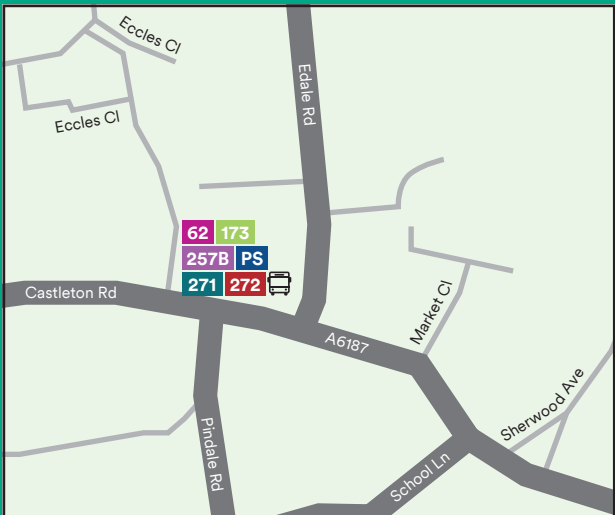 Eccles Cl
Eccles Cl
Edale Rd
62 173
257B PS
271 272
Castleton Rd
A6187
Market Cl
Sherwood Ave
Pindale Rd
School Ln